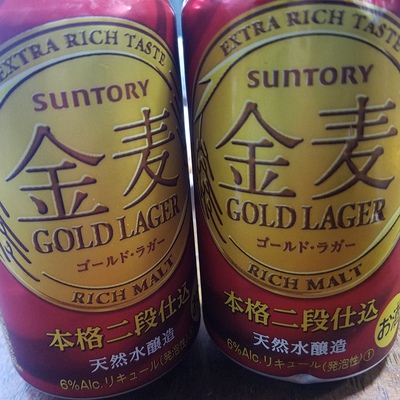 EXTRA RICH TASTE
SUNTORY
金麦
GOLD LAGER
ゴールド・ラガー
RICH MALT
本格二段仕込
天然水醸造
6%Alc. リキュール(発泡性)①
EXTRA RICH TASTE
SUNTORY
金麦
GOLD LAGER
ゴールド・ラガー
RICH MALT
本格二段仕込
天然水醸造
6%Alc. リキュール(発泡性)①
お酒